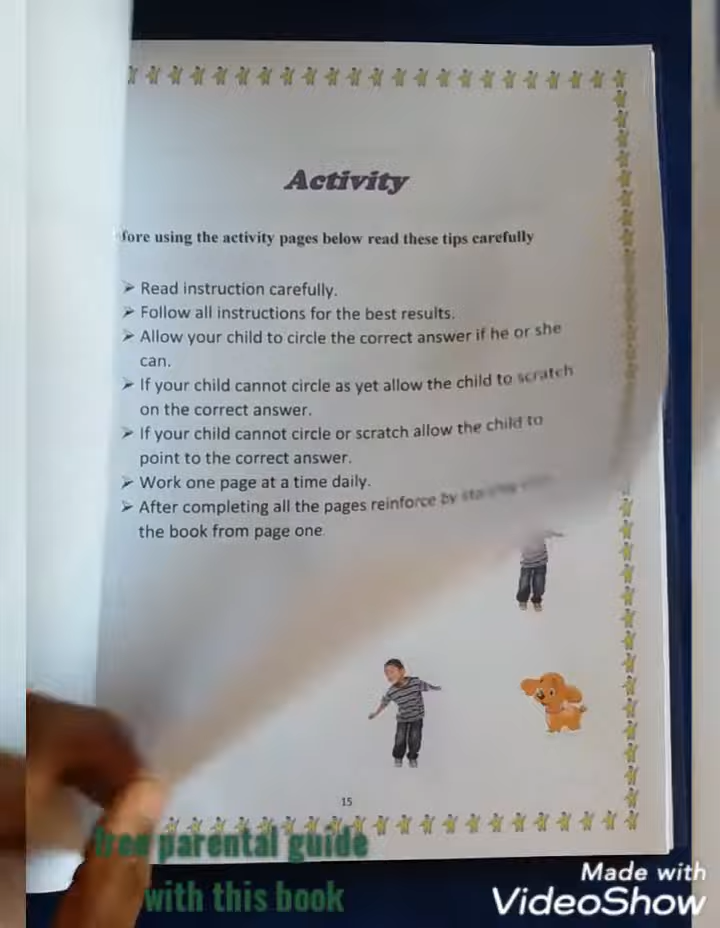 Activity
fore using the activity pages below read these tips carefully
➢ Read instruction carefully.
➢ Follow all instructions for the best results.
➢ Allow your child to circle the correct answer if he or she
can.
➢ If your child cannot circle as yet allow the child to scratch
on the correct answer.
➢ If your child cannot circle or scratch allow the child to
point to the correct answer.
➢ Work one page at a time daily.
➢ After completing all the pages reinforce by
the book from page one
15
free parental guide
with this book
Made with
VideoShow